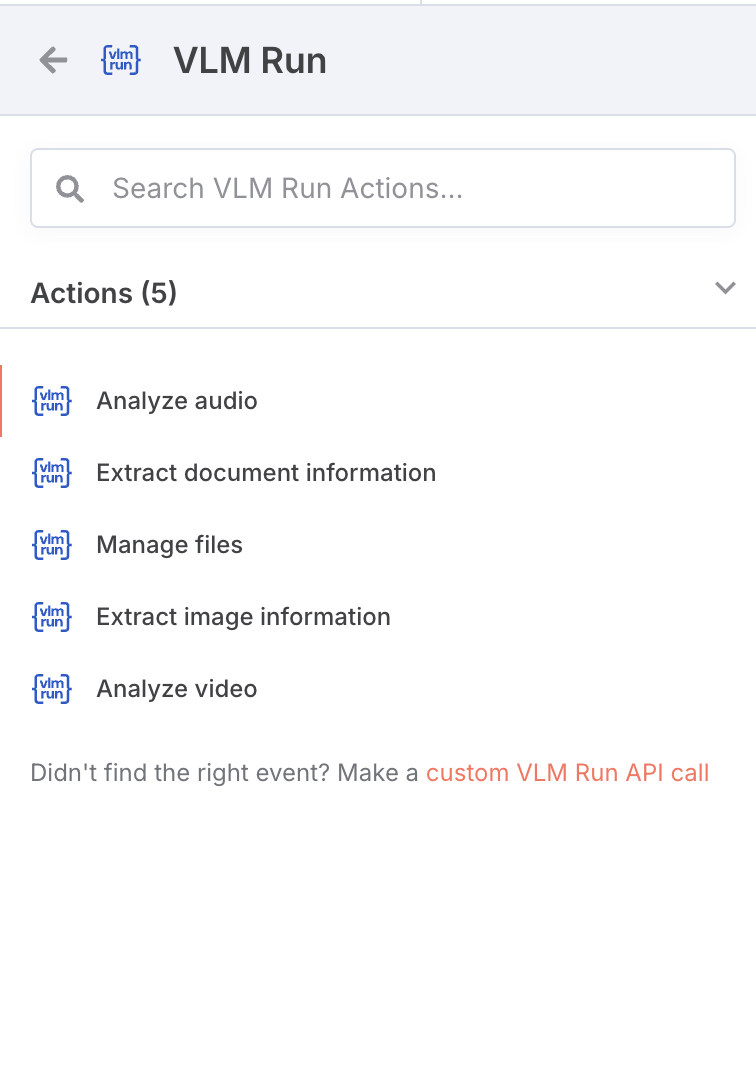 vlm
run
VLM Run
Search VLM Run Actions...
Actions (5)
vlm
run
Analyze audio
vlm
run
Extract document information
vlm
run
Manage files
vlm
run
Extract image information
vlm
run
Analyze video
Didn't find the right event? Make a custom VLM Run API call